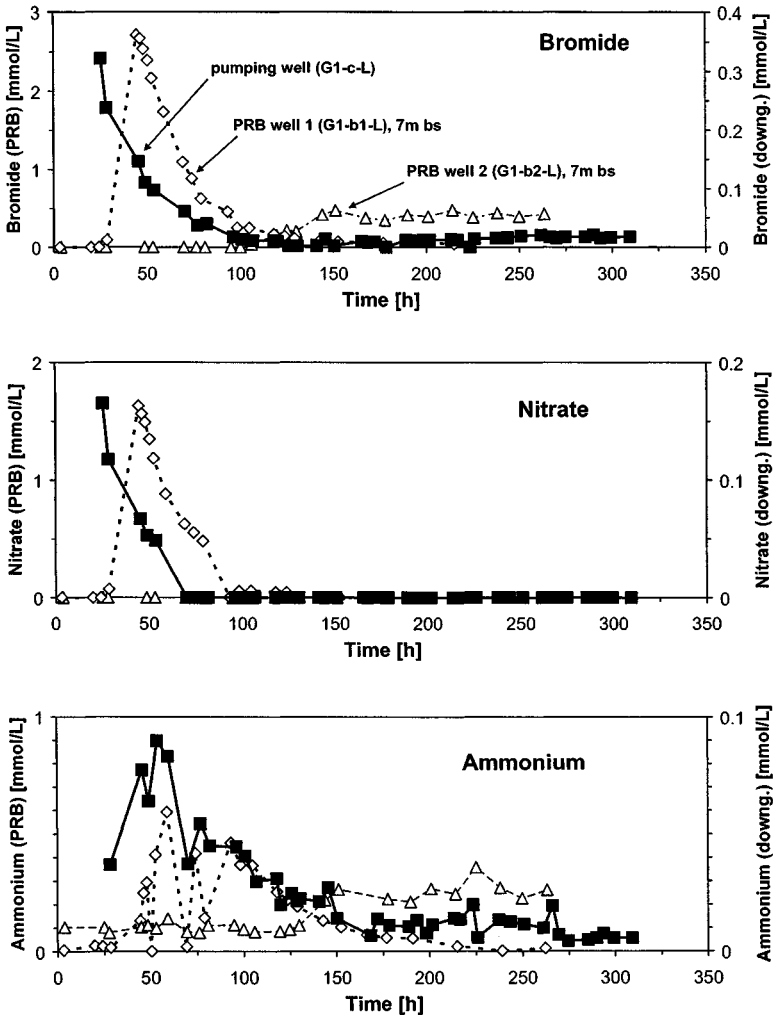 Bromide
Bromide (PRB) [mmol/L]
3
2
1
0
0.4
0.3
0.2
0.1
0
Bromide (downg.) [mmol/L]
pumping well (G1-c-L)
PRB well 1 (G1-b1-L), 7m bs
PRB well 2 (G1-b2-L), 7m bs
0 50 100 150 200 250 300 350
Time [h]
Nitrate
Nitrate (PRB) [mmol/L]
2
1
0
0.2
0.1
0
Nitrate (downg.) [mmol/L]
0 50 100 150 200 250 300 350
Time [h]
Ammonium
Ammonium (PRB) [mmol/L]
1
0
0.1
0
Ammonium (downg.) [mmol/L]
0 50 100 150 200 250 300 350
Time [h]